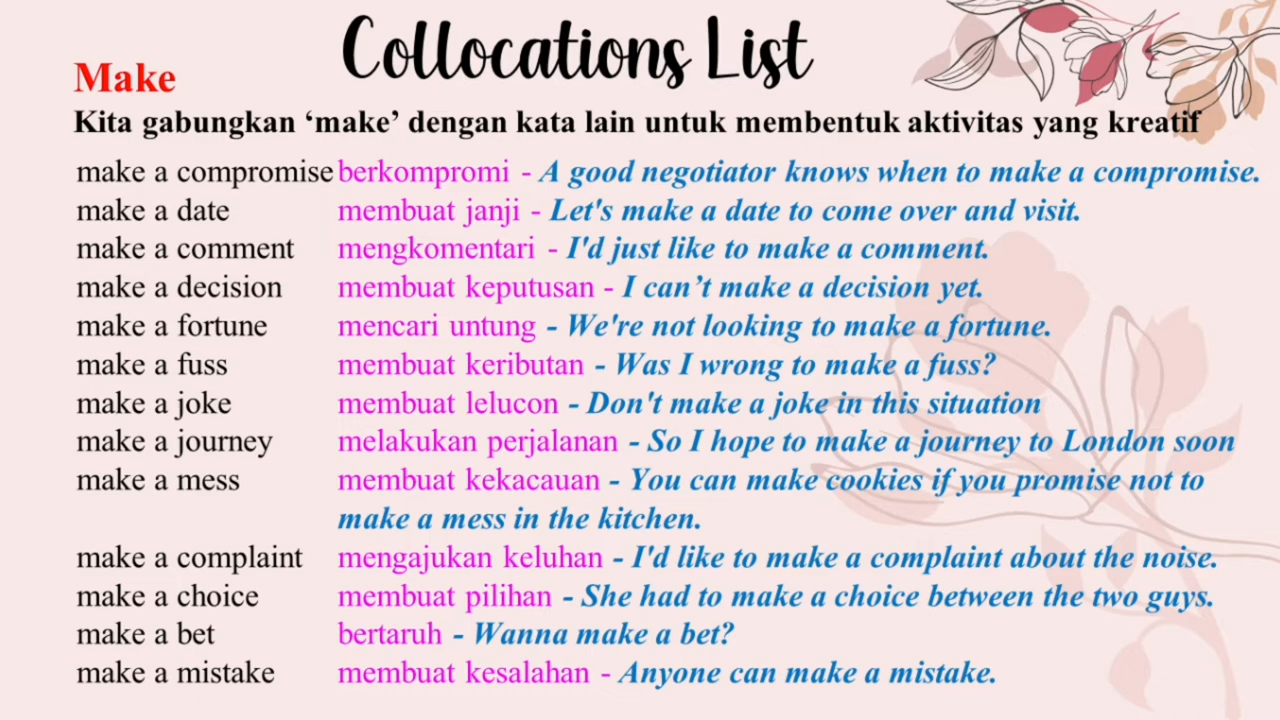 Collocations List
Make
Kita gabungkan ‘make’ dengan kata lain untuk membentuk aktivitas yang kreatif
make a compromise berkompromi - A good negotiator knows when to make a compromise.
make a date membuat janji - Let's make a date to come over and visit.
make a comment mengkomentari - I'd just like to make a comment.
make a decision membuat keputusan - I can’t make a decision yet.
make a fortune mencari untung - We're not looking to make a fortune.
make a fuss membuat keributan - Was I wrong to make a fuss?
make a joke membuat lelucon - Don't make a joke in this situation
make a journey melakukan perjalanan - So I hope to make a journey to London soon
make a mess membuat kekacauan - You can make cookies if you promise not to
make a mess in the kitchen.
make a complaint mengajukan keluhan - I'd like to make a complaint about the noise.
make a choice membuat pilihan - She had to make a choice between the two guys.
make a bet bertaruh - Wanna make a bet?
make a mistake membuat kesalahan - Anyone can make a mistake.